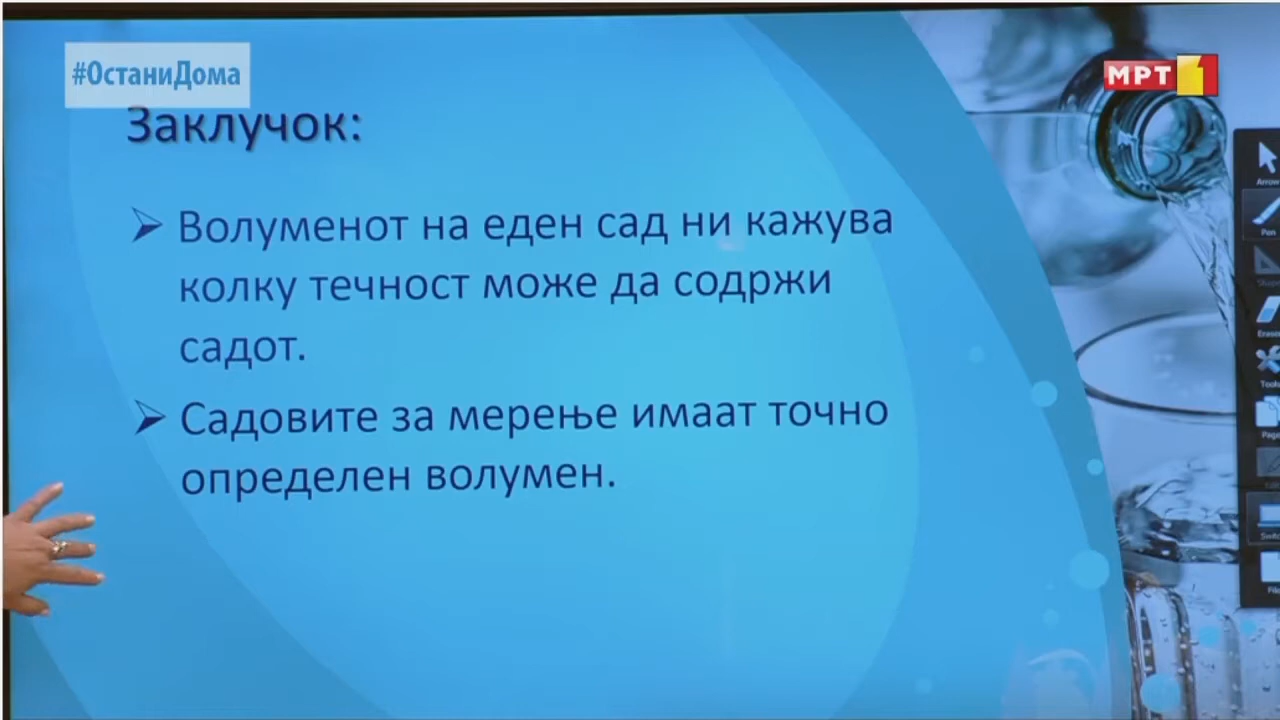 #ОстаниДома
МРТ 1
Заклучок:
Волуменот на еден сад ни кажува
колку течност може да содржи
садот.
Садовите за мерење имаат точно
определен волумен.
Pen